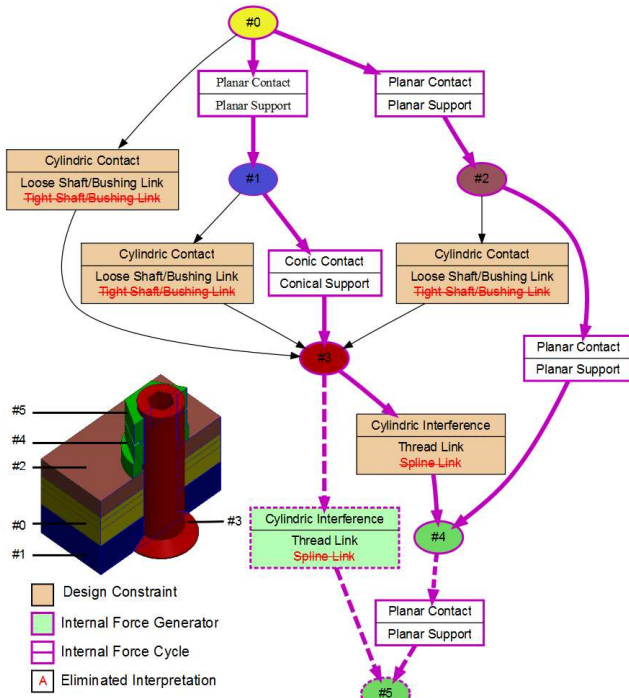 #0
Planar Contact
Planar Support
Planar Contact
Planar Support
Cylindric Contact
Loose Shaft/Bushing Link
Tight Shaft/Bushing Link
#1
#2
Cylindric Contact
Loose Shaft/Bushing Link
Tight Shaft/Bushing Link
Conic Contact
Conical Support
Cylindric Contact
Loose Shaft/Bushing Link
Tight Shaft/Bushing Link
#3
Planar Contact
Planar Support
Cylindric Interference
Thread Link
Spline Link
Cylindric Interference
Thread Link
Spline Link
#4
Planar Contact
Planar Support
#5
#5
#4
#2
#0
#1
#3
Design Constraint
Internal Force Generator
Internal Force Cycle
A Eliminated Interpretation